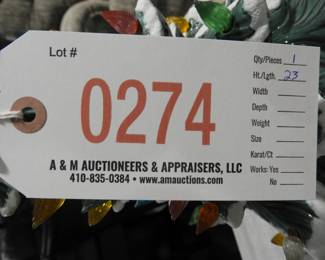 Lot #
0274
A & M AUCTIONEERS & APPRAISERS, LLC
410-835-0384 • www.amauctions.com
Qty/Pieces 1
Ht./Lgth. 23
Width
Depth
Weight
Size
Karat/Ct
Works: Yes
No